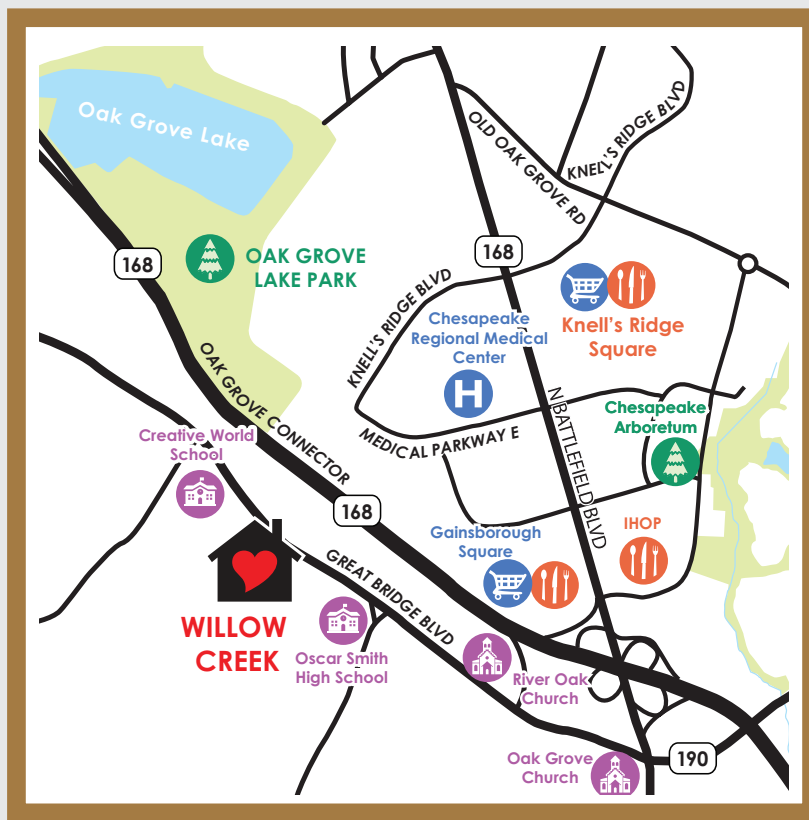 Oak Grove Lake
OLD OAK GROVE RD
KNELL'S RIDGE BLVD
168
168
OAK GROVE
LAKE PARK
KNELL'S RIDGE BLVD
Chesapeake
Regional Medical
Center
H
Knell's Ridge
Square
OAK GROVE CONNECTOR
N BATTLEFIELD BLVD
Chesapeake
Arboretum
Creative World
School
MEDICAL PARKWAY E
168
Gainsborough
Square
IHOP
GREAT BRIDGE BLVD
WILLOW
CREEK
Oscar Smith
High School
River Oak
Church
Oak Grove
Church
190